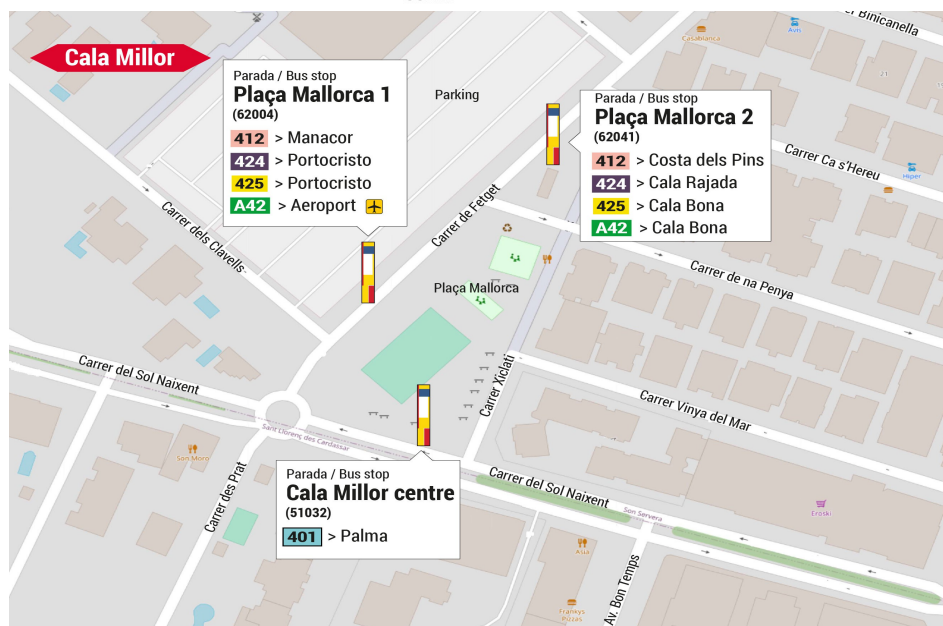 Cala Millor
Parada / Bus stop
Plaça Mallorca 1
(62004)
412 > Manacor
424 > Portocristo
425 > Portocristo
A42 > Aeroport
Parking
Parada / Bus stop
Plaça Mallorca 2
(62041)
412 > Costa dels Pins
424 > Cala Rajada
425 > Cala Bona
A42 > Cala Bona
Casablanca
Avis
Binicanella
21
Carrer Ca s'Hereu
Hiper
Carrer de Fetget
Carrer dels Clavells
Plaça Mallorca
Carrer de na Penya
Carrer del Sol Naixent
Carrer Xiclati
Carrer Vinya del Mar
Sant Llorenç des Cardassar
Son Moro
Carrer des Prat
Parada / Bus stop
Cala Millor centre
(51032)
401 > Palma
Carrer del Sol Naixent
Son Servera
Eroski
Asia
Av. Bon Temps
Frankys
Pizzas